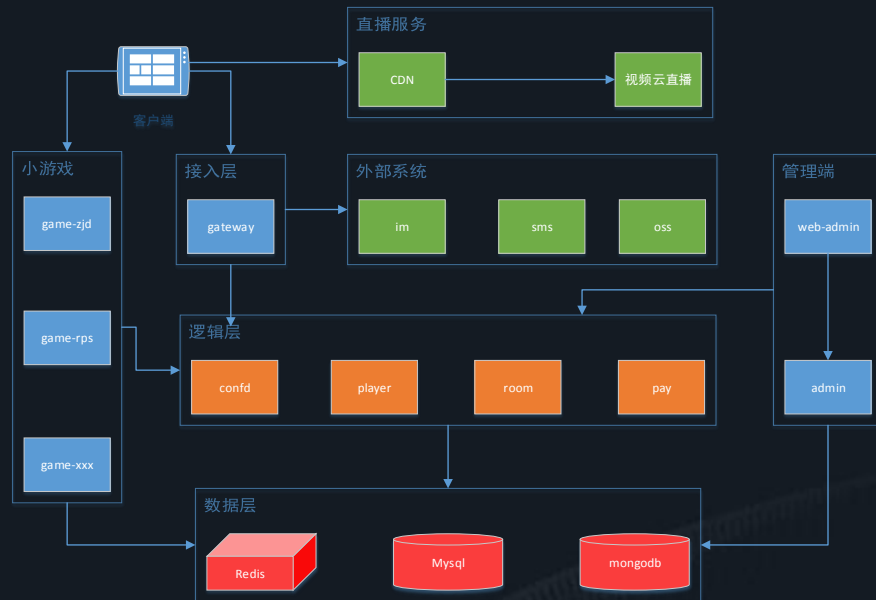 直播服务
CDN
视频云直播
客户端
小游戏
接入层
外部系统
管理端
game-zjd
gateway
im
sms
oss
web-admin
game-rps
逻辑层
confd
player
room
pay
admin
game-xxx
数据层
Redis
Mysql
mongodb